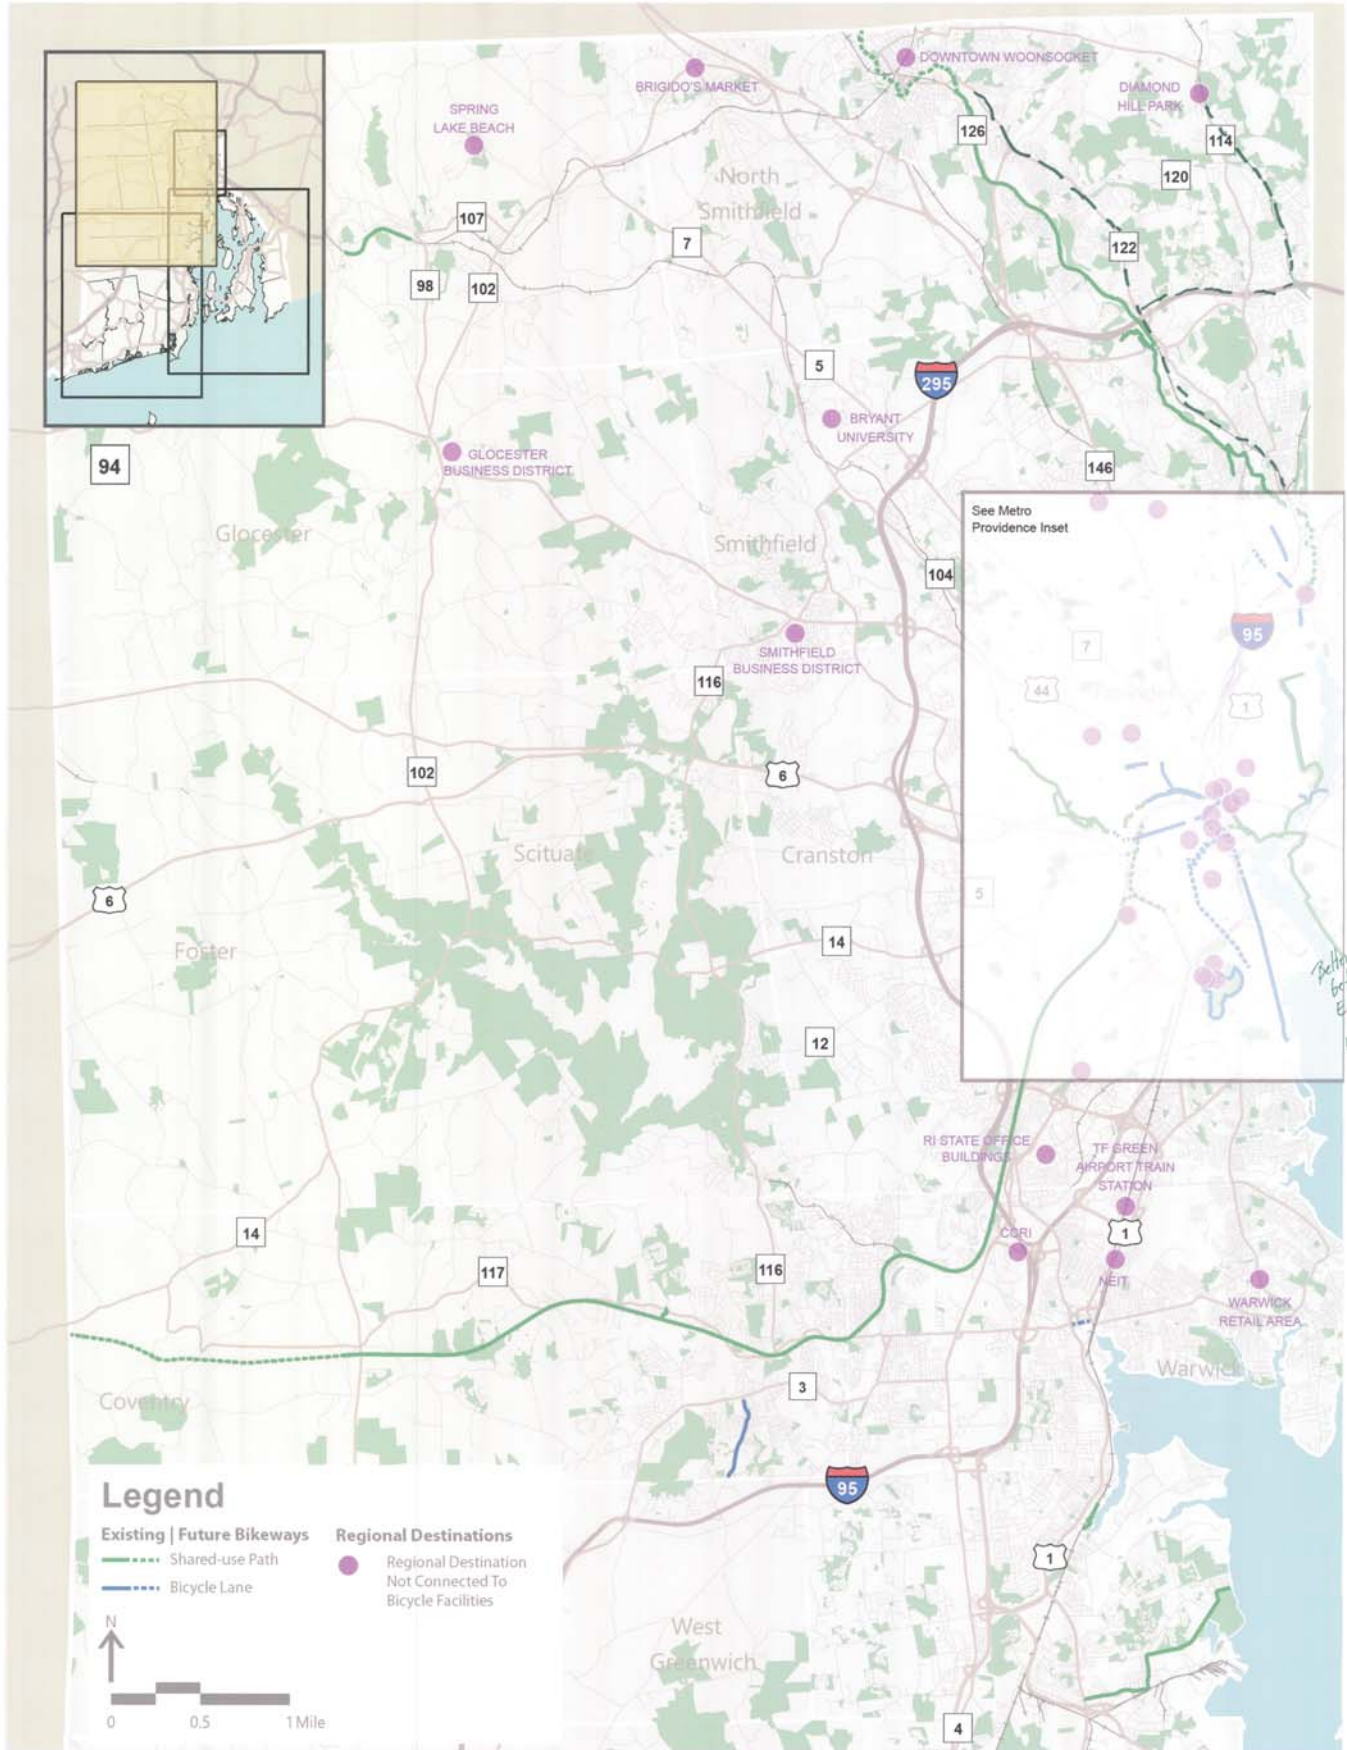 DOWNTOWN WOONSOCKET
BRIGIDO'S MARKET
DIAMOND
HILL PARK
SPRING
LAKE BEACH
126
114
120
North
Smithfield
107
7
122
98
102
5
295
BRYANT
UNIVERSITY
94
GLOCESTER
BUSINESS DISTRICT
146
See Metro
Providence Inset
Glocester
Smithfield
104
95
7
SMITHFIELD
BUSINESS DISTRICT
116
44
1
102
6
Scituate
Cranston
6
5
14
Foster
12
RI STATE OFFICE
BUILDINGS
TF GREEN
AIRPORT TRAIN
STATION
14
1
CCRI
117
116
NEIT
WARWICK
RETAIL AREA
Warwick
3
Coventry
95
Legend
Existing | Future Bikeways
Shared-use Path
Bicycle Lane
Regional Destinations
Regional Destination
Not Connected To
Bicycle Facilities
1
N
West
Greenwich
0 0.5 1 Mile
4